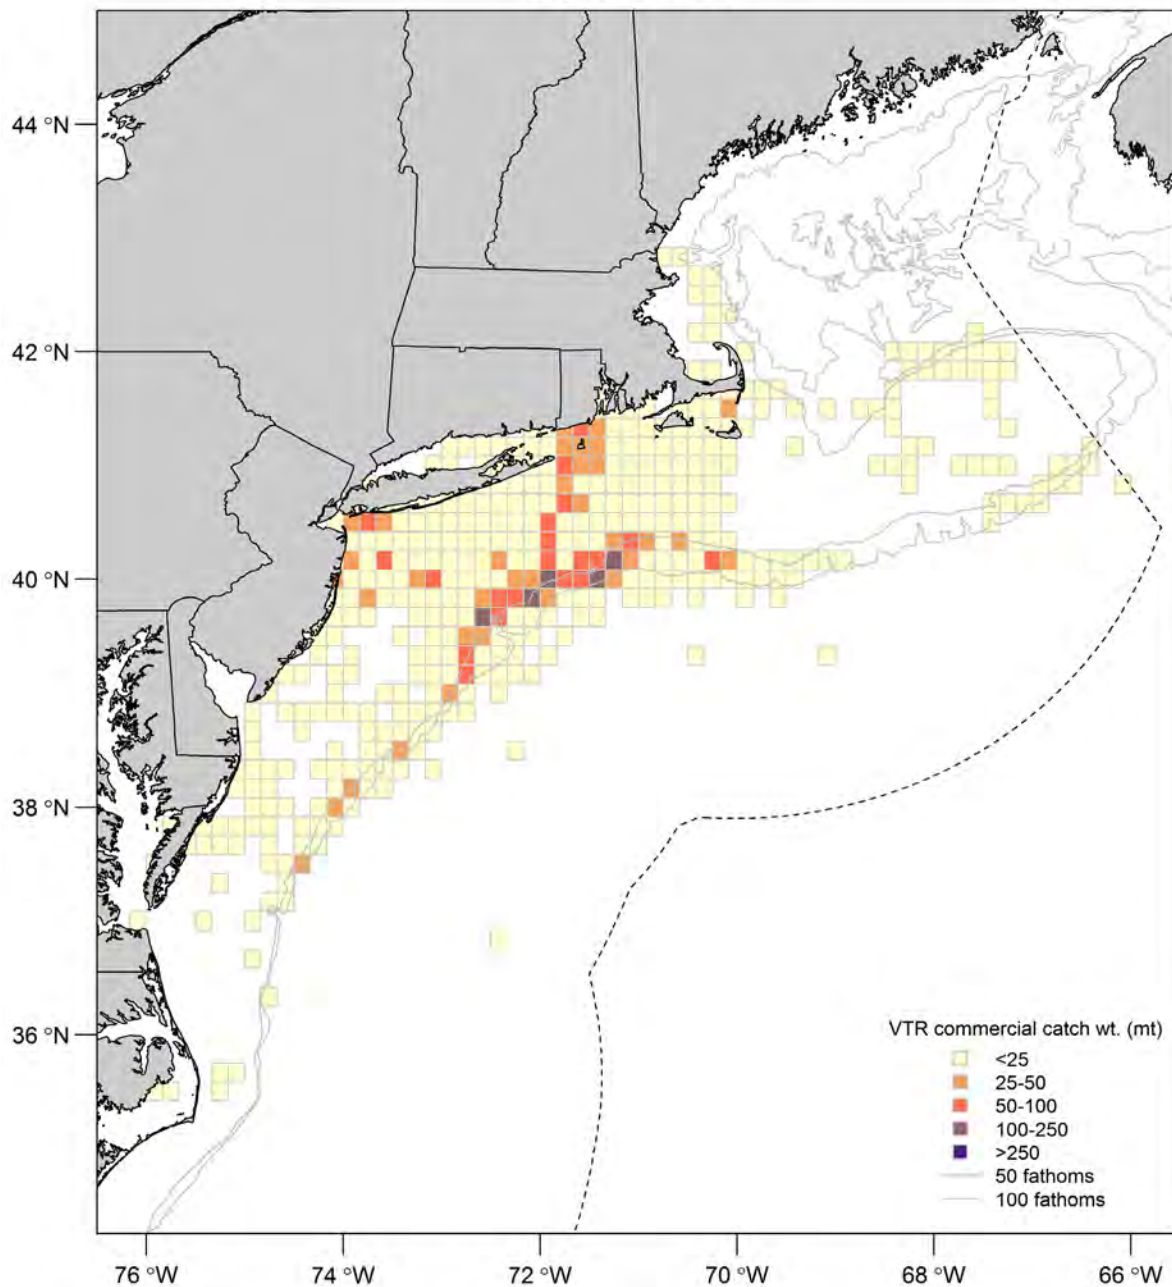 44 °N
42 °N
40 °N
38 °N
36 °N
VTR commercial catch wt. (mt)
<25
25-50
50-100
100-250
>250
50 fathoms
100 fathoms
76 °W
74 °W
72 °W
70 °W
68 °W
66 °W